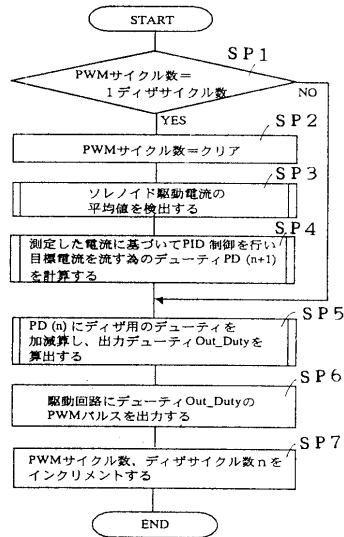 START
SP1
PWMサイクル数=
1ディザサイクル数
NO
YES
SP2
PWMサイクル数=クリア
SP3
ソレノイド駆動電流の
平均値を検出する
SP4
測定した電流に基づいてPID制御を行い
目標電流を流す為のデューティPD (n+1)
を計算する
SP5
PD (n)にディザ用のデューティを
加減算し、出力デューティOut_Dutyを
算出する
SP6
駆動回路にデューティOut_Dutyの
PWMパルスを出力する
SP7
PWMサイクル数、ディザサイクル数nを
インクリメントする
END